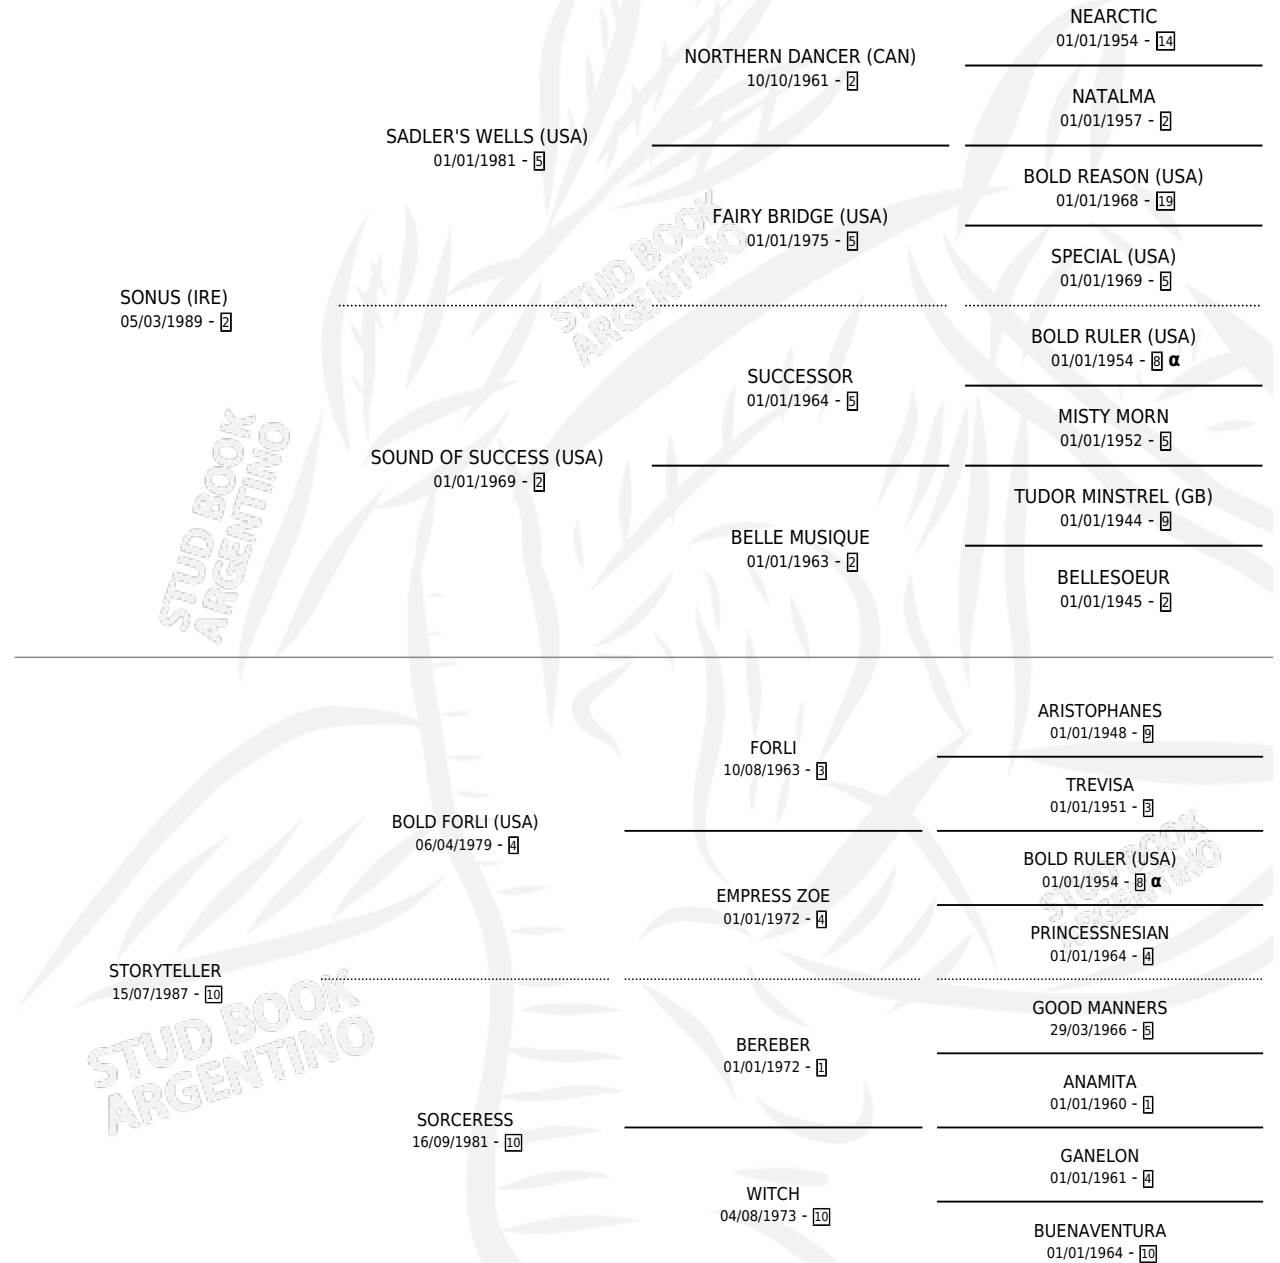 NEARCTIC
01/01/1954 - 14
NORTHERN DANCER (CAN)
10/10/1961 - 2
NATALMA
01/01/1957 - 2
SADLER'S WELLS (USA)
01/01/1981 - 5
BOLD REASON (USA)
01/01/1968 - 19
FAIRY BRIDGE (USA)
01/01/1975 - 5
SPECIAL (USA)
01/01/1969 - 5
SONUS (IRE)
05/03/1989 - 2
BOLD RULER (USA)
01/01/1954 - 8 α
SUCCESSOR
01/01/1964 - 5
MISTY MORN
01/01/1952 - 5
SOUND OF SUCCESS (USA)
01/01/1969 - 2
TUDOR MINSTREL (GB)
01/01/1944 - 9
BELLE MUSIQUE
01/01/1963 - 2
BELLESOEUR
01/01/1945 - 2
ARISTOPHANES
01/01/1948 - 9
FORLI
10/08/1963 - 3
TREVISA
01/01/1951 - 3
BOLD FORLI (USA)
06/04/1979 - 4
BOLD RULER (USA)
01/01/1954 - 8 α
EMPRESS ZOE
01/01/1972 - 4
PRINCESSNESIAN
01/01/1964 - 4
STORYTELLER
15/07/1987 - 10
GOOD MANNERS
29/03/1966 - 5
BEREBER
01/01/1972 - 1
ANAMITA
01/01/1960 - 1
SORCERESS
16/09/1981 - 10
GANELON
01/01/1961 - 4
WITCH
04/08/1973 - 10
BUENAVENTURA
01/01/1964 - 10
STUD BOOK
ARGENTINO
STUD BOOK
ARGENTINO
STUD BOOK
ARGENTINO
STUD BOOK
ARGENTINO